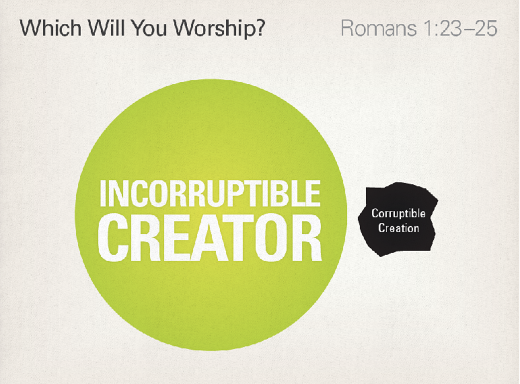 Which Will You Worship?
Romans 1:23–25
INCORRUPTIBLE
CREATOR
Corruptible
Creation